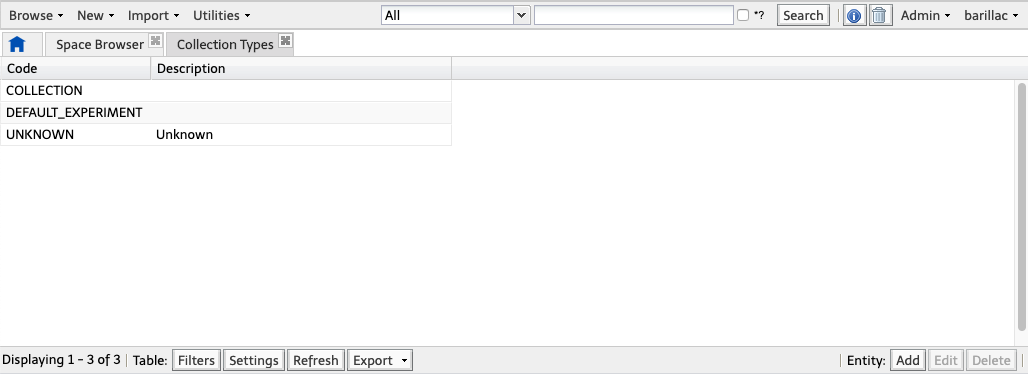 Browse New Import Utilities All *? Search Admin barillac
Space Browser Collection Types
Code Description
COLLECTION
DEFAULT_EXPERIMENT
UNKNOWN Unknown
Displaying 1 - 3 of 3 Table: Filters Settings Refresh Export Entity: Add Edit Delete